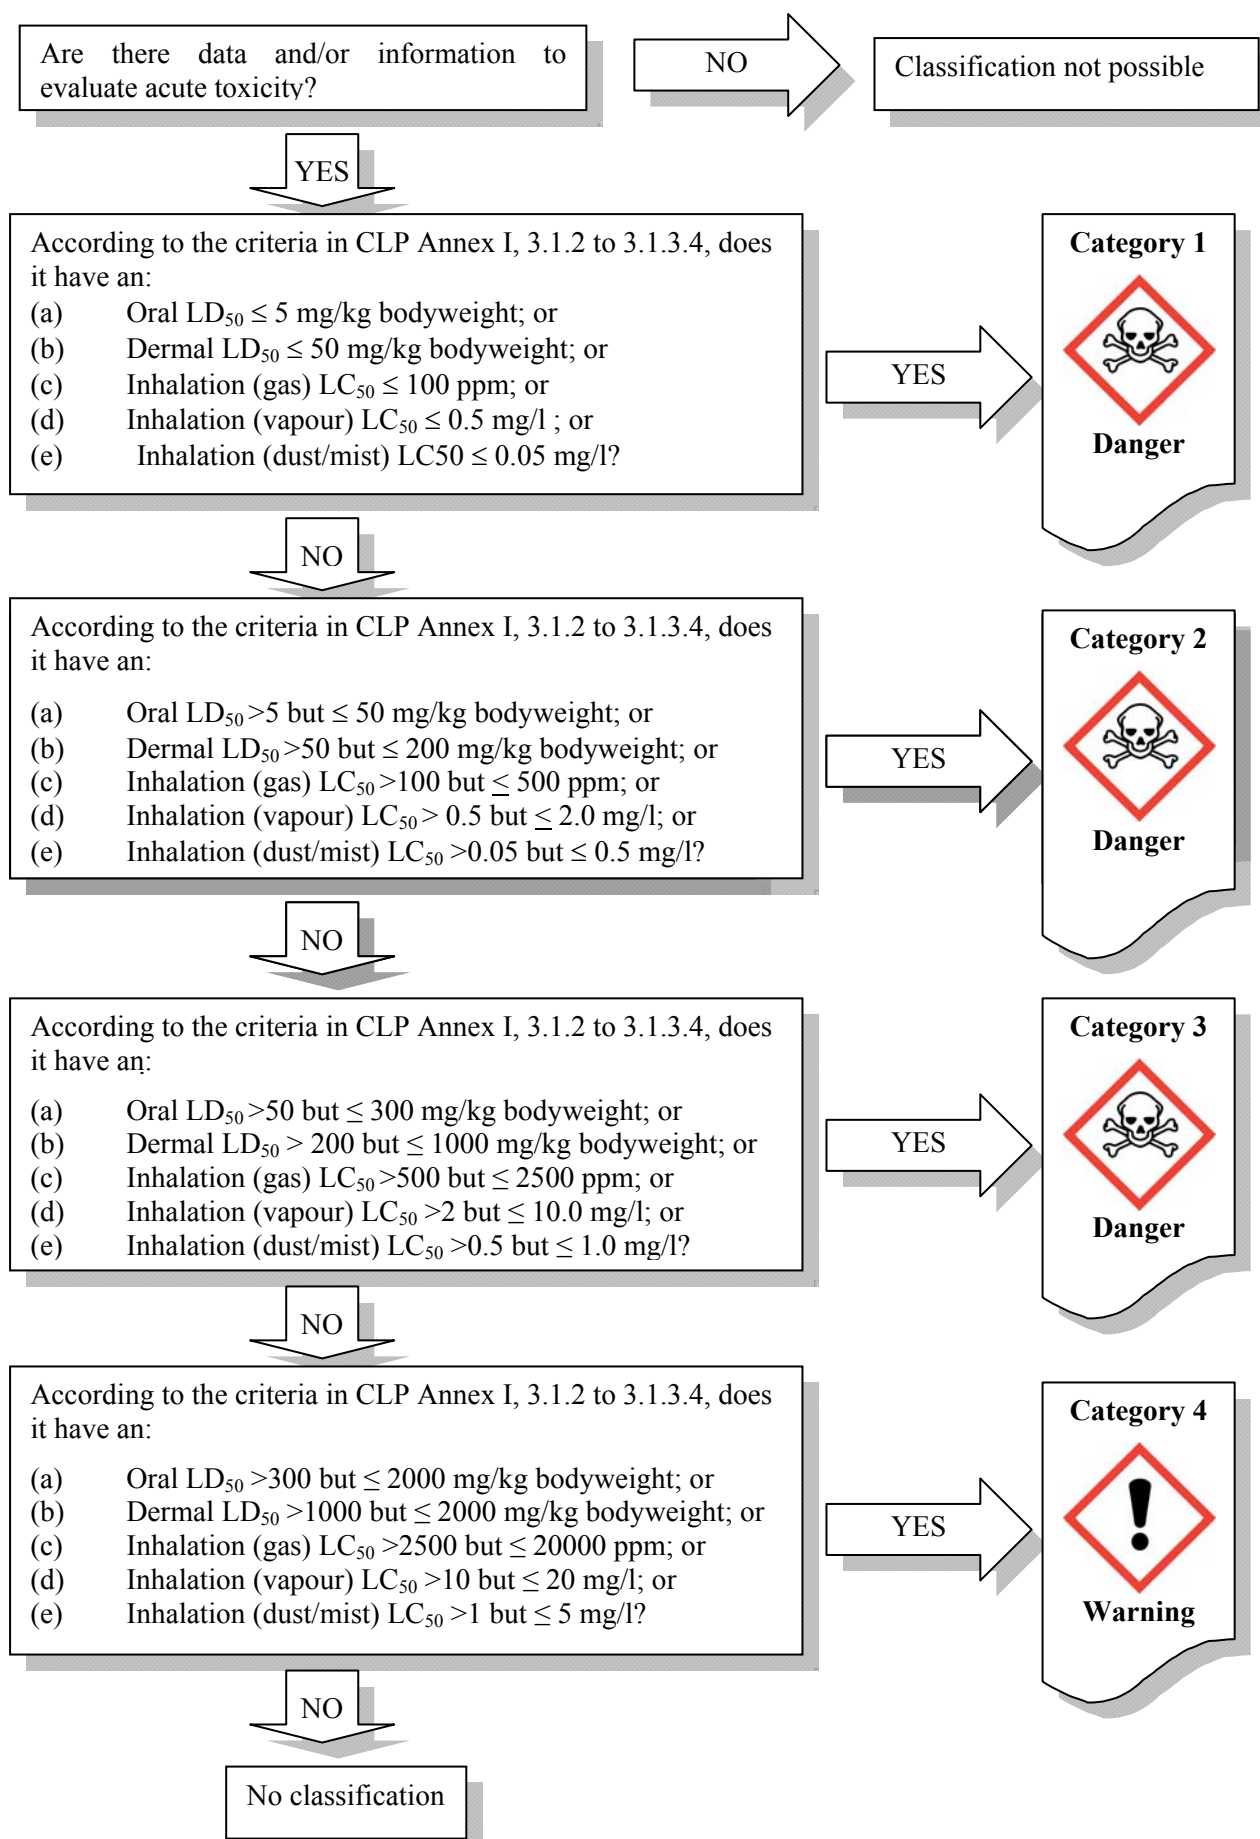 Are there data and/or information to
evaluate acute toxicity?
NO
Classification not possible
YES
According to the criteria in CLP Annex I, 3.1.2 to 3.1.3.4, does
it have an:
(a) Oral LD50 ≤ 5 mg/kg bodyweight; or
(b) Dermal LD50 ≤ 50 mg/kg bodyweight; or
(c) Inhalation (gas) LC50 ≤ 100 ppm; or
(d) Inhalation (vapour) LC50 ≤ 0.5 mg/l ; or
(e) Inhalation (dust/mist) LC50 ≤ 0.05 mg/l?
YES
Category 1
Danger
NO
According to the criteria in CLP Annex I, 3.1.2 to 3.1.3.4, does
it have an:
(a) Oral LD50 >5 but ≤ 50 mg/kg bodyweight; or
(b) Dermal LD50 >50 but ≤ 200 mg/kg bodyweight; or
(c) Inhalation (gas) LC50 >100 but ≤ 500 ppm; or
(d) Inhalation (vapour) LC50 > 0.5 but ≤ 2.0 mg/l; or
(e) Inhalation (dust/mist) LC50 >0.05 but ≤ 0.5 mg/l?
YES
Category 2
Danger
NO
According to the criteria in CLP Annex I, 3.1.2 to 3.1.3.4, does
it have an:
(a) Oral LD50 >50 but ≤ 300 mg/kg bodyweight; or
(b) Dermal LD50 > 200 but ≤ 1000 mg/kg bodyweight; or
(c) Inhalation (gas) LC50 >500 but ≤ 2500 ppm; or
(d) Inhalation (vapour) LC50 >2 but ≤ 10.0 mg/l; or
(e) Inhalation (dust/mist) LC50 >0.5 but ≤ 1.0 mg/l?
YES
Category 3
Danger
NO
According to the criteria in CLP Annex I, 3.1.2 to 3.1.3.4, does
it have an:
(a) Oral LD50 >300 but ≤ 2000 mg/kg bodyweight; or
(b) Dermal LD50 >1000 but ≤ 2000 mg/kg bodyweight; or
(c) Inhalation (gas) LC50 >2500 but ≤ 20000 ppm; or
(d) Inhalation (vapour) LC50 >10 but ≤ 20 mg/l; or
(e) Inhalation (dust/mist) LC50 >1 but ≤ 5 mg/l?
YES
Category 4
Warning
NO
No classification